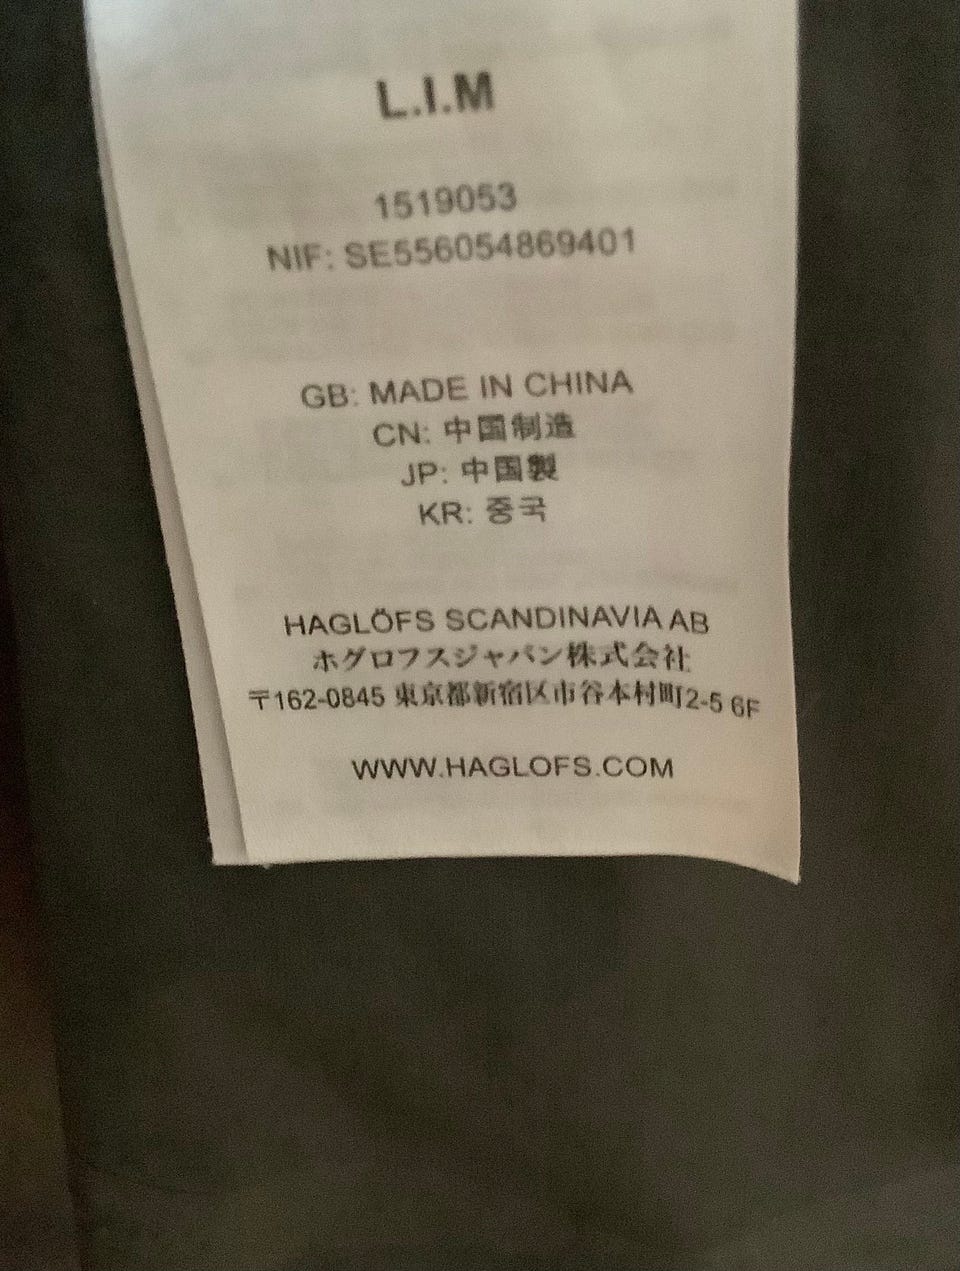 L.I.M
1519053
NIF: SE556054869401
GB: MADE IN CHINA
CN: 中国制造
JP: 中国製
KR: 중국
HAGLÖFS SCANDINAVIA AB
ホグロフスジャパン株式会社
〒162-0845 東京都新宿区市谷本村町2-5 6F
WWW.HAGLOFS.COM